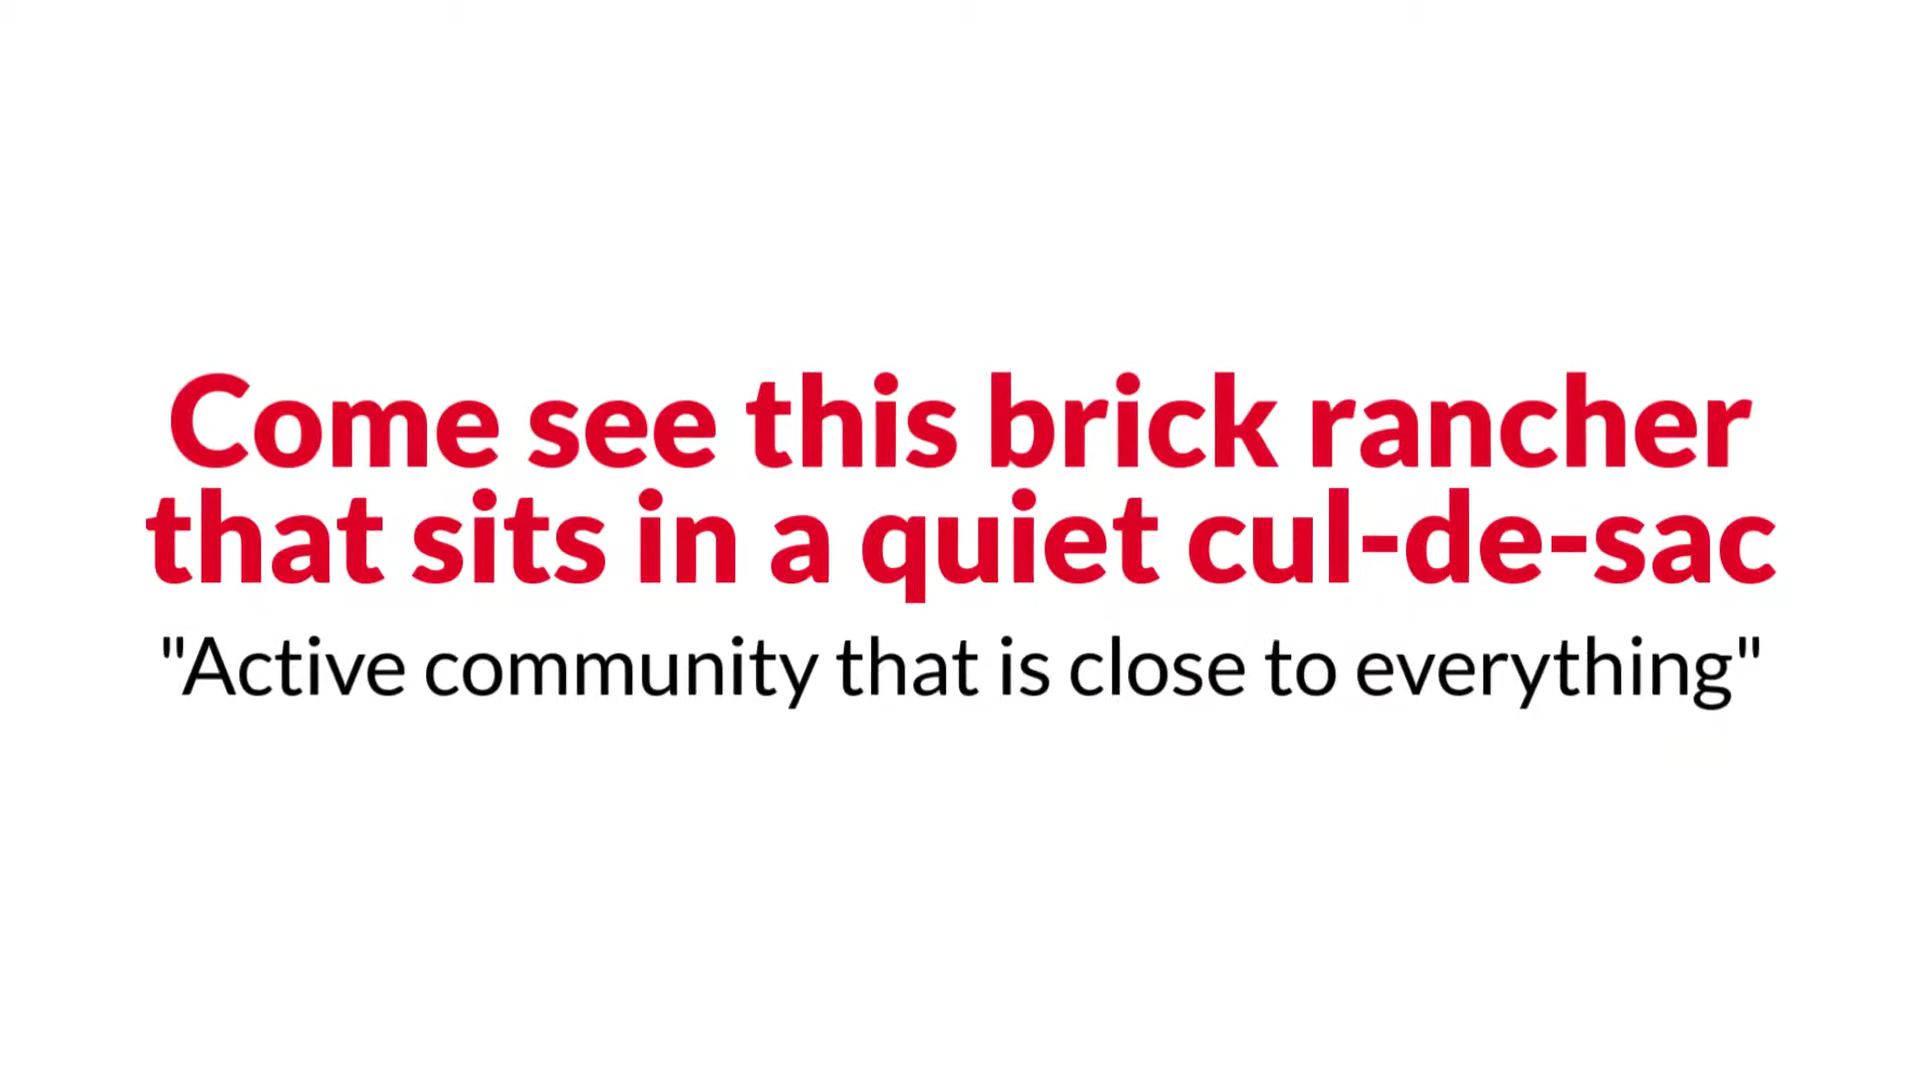 Come see this brick rancher
that sits in a quiet cul-de-sac
"Active community that is close to everything"